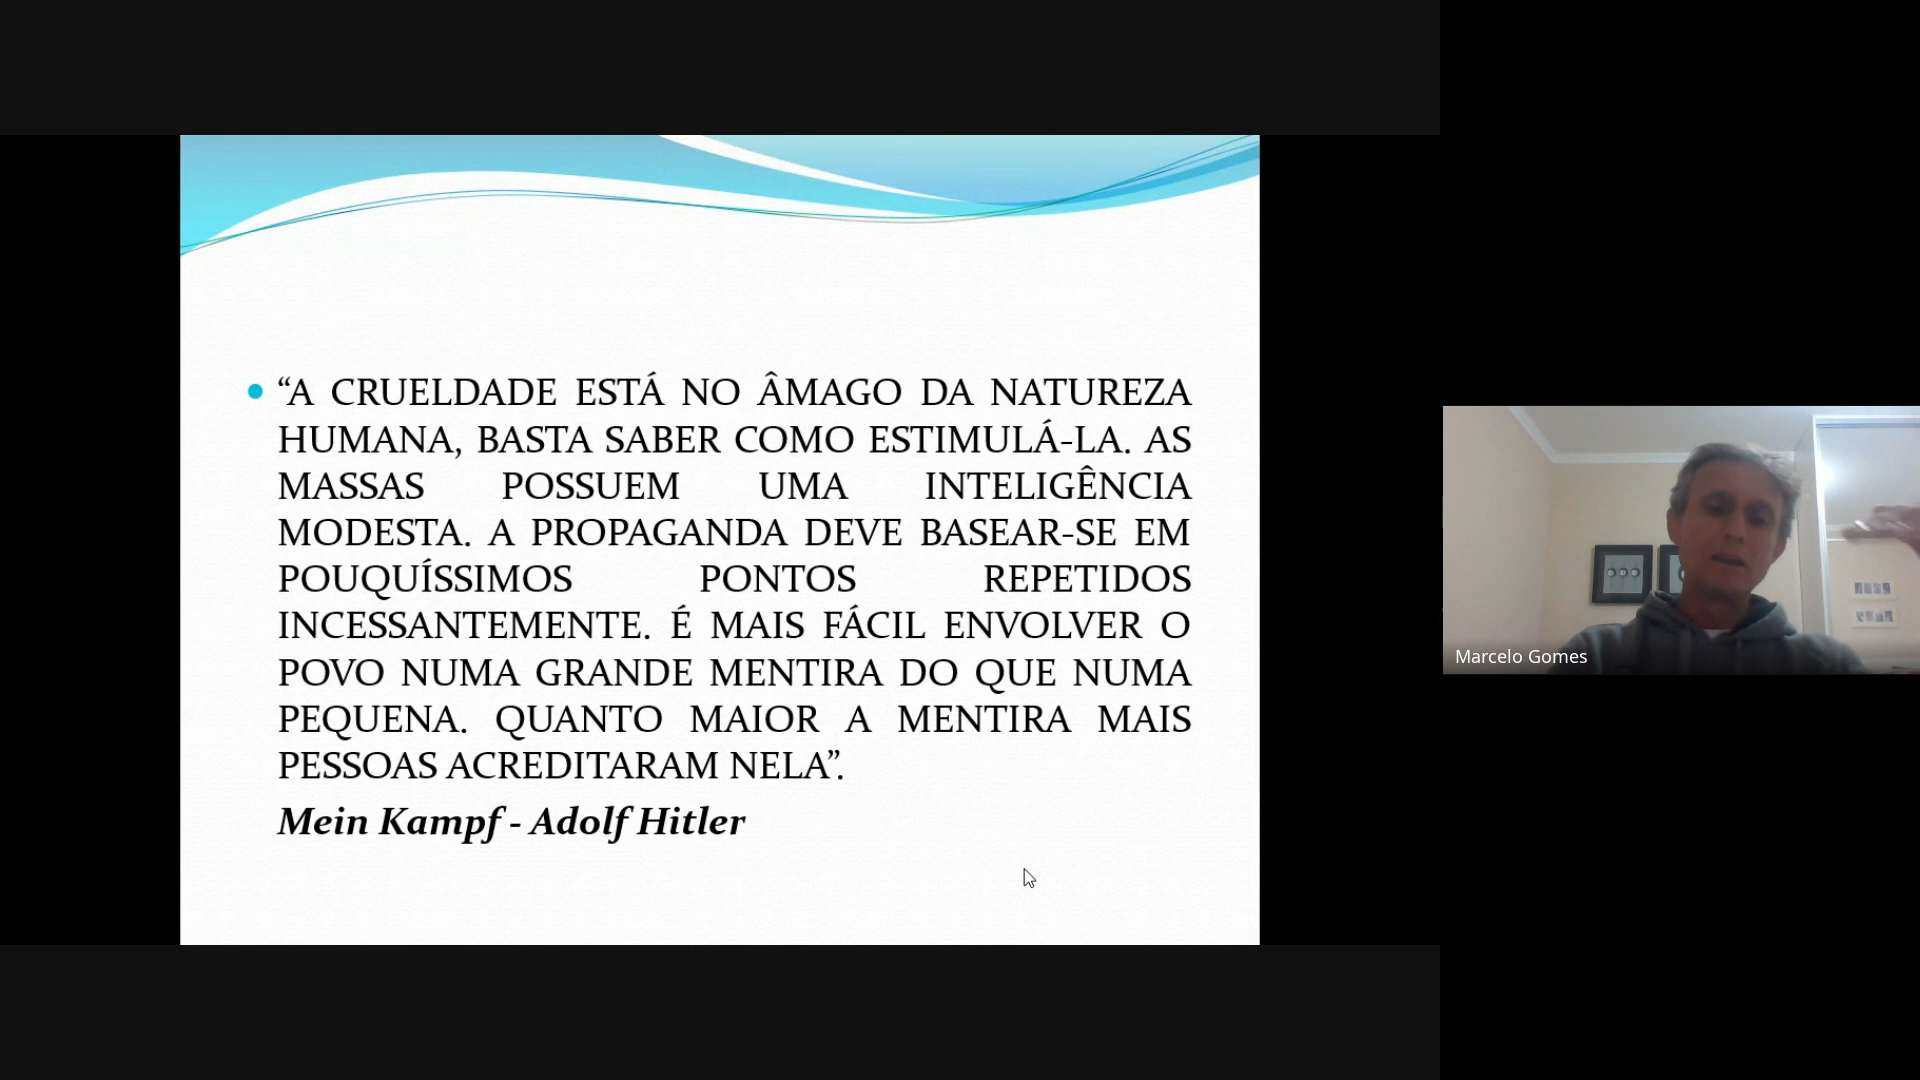 “A CRUELDADE ESTÁ NO ÂMAGO DA NATUREZA
HUMANA, BASTA SABER COMO ESTIMULÁ-LA. AS
MASSAS POSSUEM UMA INTELIGÊNCIA
MODESTA. A PROPAGANDA DEVE BASEAR-SE EM
POUQUÍSSIMOS PONTOS REPETIDOS
INCESSANTEMENTE. É MAIS FÁCIL ENVOLVER O
POVO NUMA GRANDE MENTIRA DO QUE NUMA
PEQUENA. QUANTO MAIOR A MENTIRA MAIS
PESSOAS ACREDITARAM NELA”.
Mein Kampf - Adolf Hitler
Marcelo Gomes